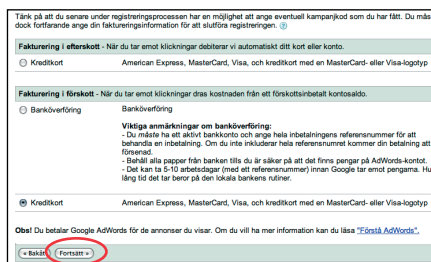 Tänk på att du senare under registreringsprocessen har en möjlighet att ange eventuell kampanjkod som du har fått. Du mås
dock fortfarande ange din faktureringsinformation för att slutföra registreringen.
Fakturering i efterskott - När du tar emot klickningar debiterar vi automatiskt ditt kort eller konto.
Kreditkort American Express, MasterCard, Visa, och kreditkort med en MasterCard- eller Visa-logotyp
Fakturering i förskott - När du tar emot klickningar dras kostnaden från ett förskottsinbetalt kontosaldo.
Banköverföring Banköverföring
Viktiga anmärkningar om banköverföring:
- Du måste ha ett aktivt bankkonto och ange hela inbetalningens referensnummer för att
behandla en inbetalning. Om du inte inkluderar hela referensnumret kommer din betalning att
försenad.
- Behåll alla papper från banken tills du är säker på att det finns pengar på AdWords-kontot.
- Det kan ta 5-10 arbetsdagar (med ett referensnummer) innan Google tar emot pengarna. Hu
lång tid det tar beror på den lokala bankens rutiner.
Kreditkort American Express, MasterCard, Visa, och kreditkort med en MasterCard- eller Visa-logotyp
Obs! Du betalar Google AdWords för de annonser du visar. Om du vill ha mer information kan du läsa "Förstå AdWords".
« Bakåt Fortsätt »